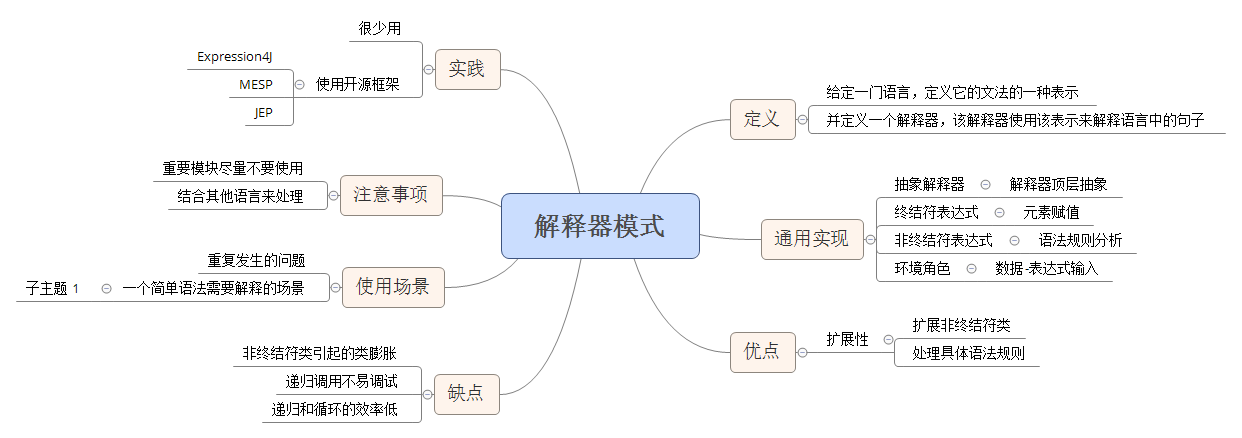 解释器模式
定义
给定一门语言，定义它的文法的一种表示
并定义一个解释器，该解释器使用该表示来解释语言中的句子
通用实现
抽象解释器
解释器顶层抽象
终结符表达式
元素赋值
非终结符表达式
语法规则分析
环境角色
数据-表达式输入
优点
扩展性
扩展非终结符类
处理具体语法规则
实践
很少用
使用开源框架
Expression4J
MESP
JEP
注意事项
重要模块尽量不要使用
结合其他语言来处理
使用场景
重复发生的问题
一个简单语法需要解释的场景
子主题 1
缺点
非终结符类引起的类膨胀
递归调用不易调试
递归和循环的效率低